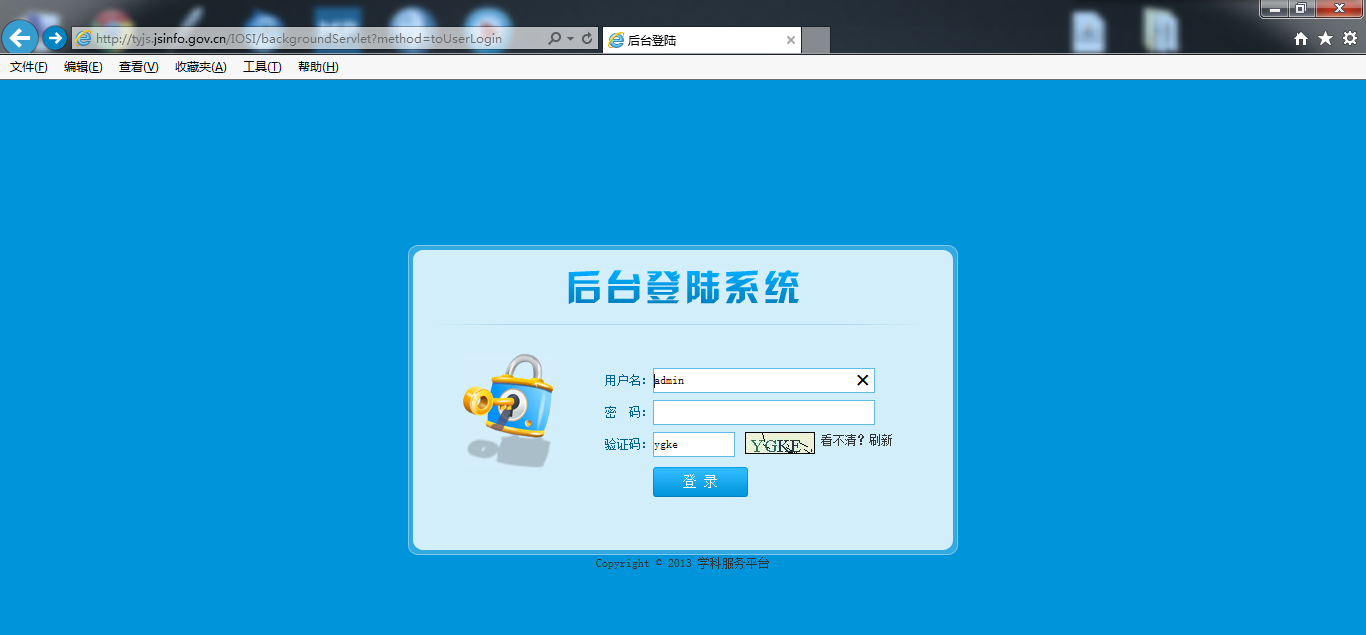 http://tyjs.jsinfo.gov.cn/IOSI/backgroundServlet?method=toUserLogin
后台登陆
文件(F) 编辑(E) 查看(V) 收藏夹(A) 工具(T) 帮助(H)
后台登陆系统
用户名: admin
密 码:
验证码: ygke YGKE 看不清? 刷新
登 录
Copyright © 2013 学科服务平台